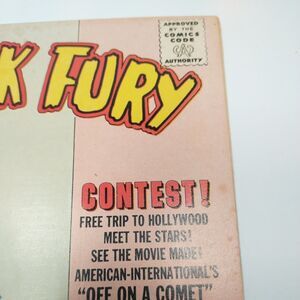 K FURY
APPROVED
BY THE
COMICS
CODE
CA
AUTHORITY
CONTEST!
FREE TRIP TO HOLLYWOOD
MEET THE STARS!
SEE THE MOVIE MADE!
AMERICAN-INTERNATIONAL'S
"OFF ON A COMET"